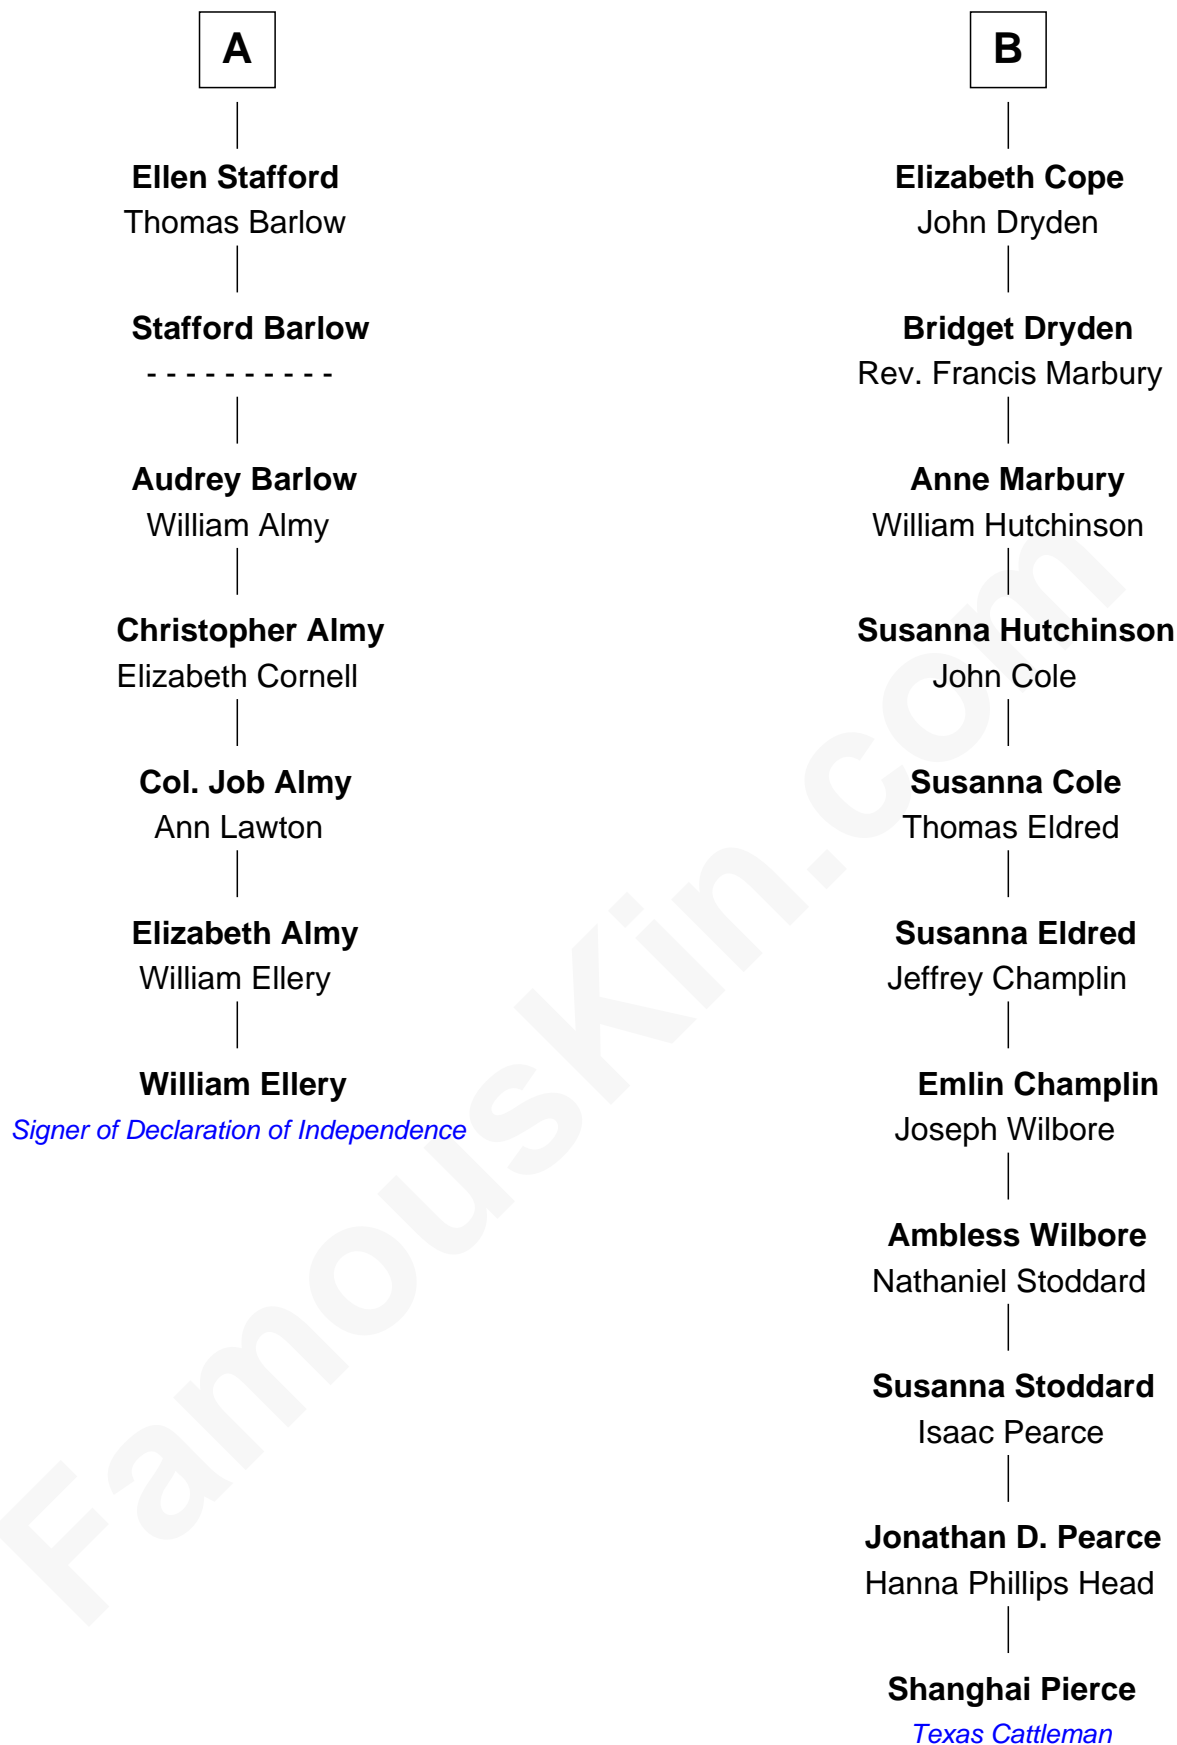 A
Ellen Stafford
Thomas Barlow
Stafford Barlow
- - - - - - - - - -
Audrey Barlow
William Almy
Christopher Almy
Elizabeth Cornell
Col. Job Almy
Ann Lawton
Elizabeth Almy
William Ellery
William Ellery
Signer of Declaration of Independence
B
Elizabeth Cope
John Dryden
Bridget Dryden
Rev. Francis Marbury
Anne Marbury
William Hutchinson
Susanna Hutchinson
John Cole
Susanna Cole
Thomas Eldred
Susanna Eldred
Jeffrey Champlin
Emlin Champlin
Joseph Wilbore
Ambless Wilbore
Nathaniel Stoddard
Susanna Stoddard
Isaac Pearce
Jonathan D. Pearce
Hanna Phillips Head
Shanghai Pierce
Texas Cattleman
FamousKin.com